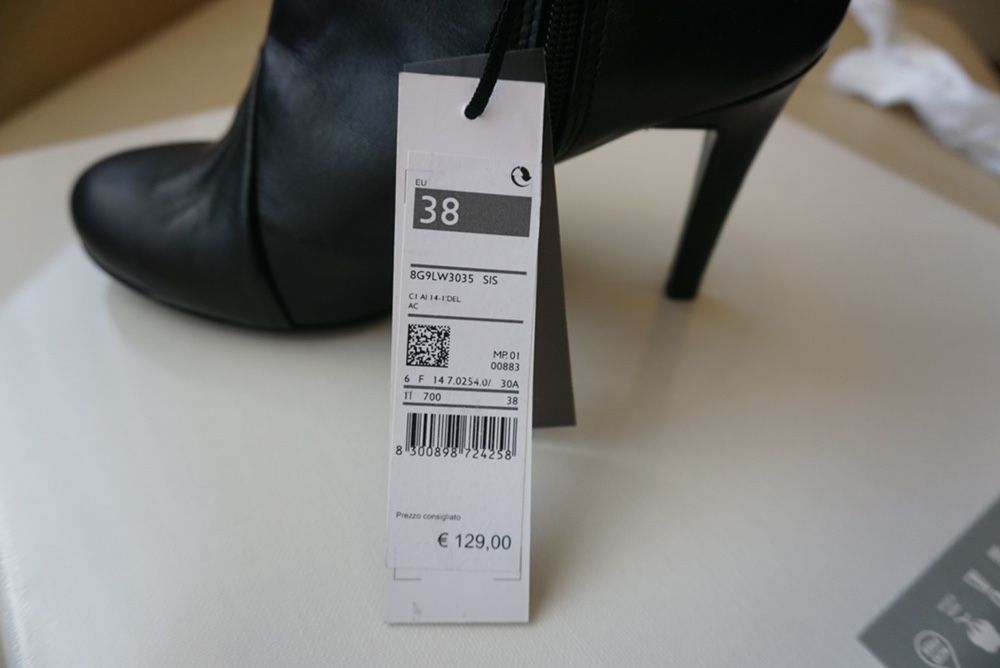 EU
38
8G9LW3035 SIS
C1 AI 14-1'DEL
AC
MP. 01
00883
6 F 14 7.0254.0/ 30A
11 700 38
8 300898 724258
Prezzo consigliato
€ 129,00